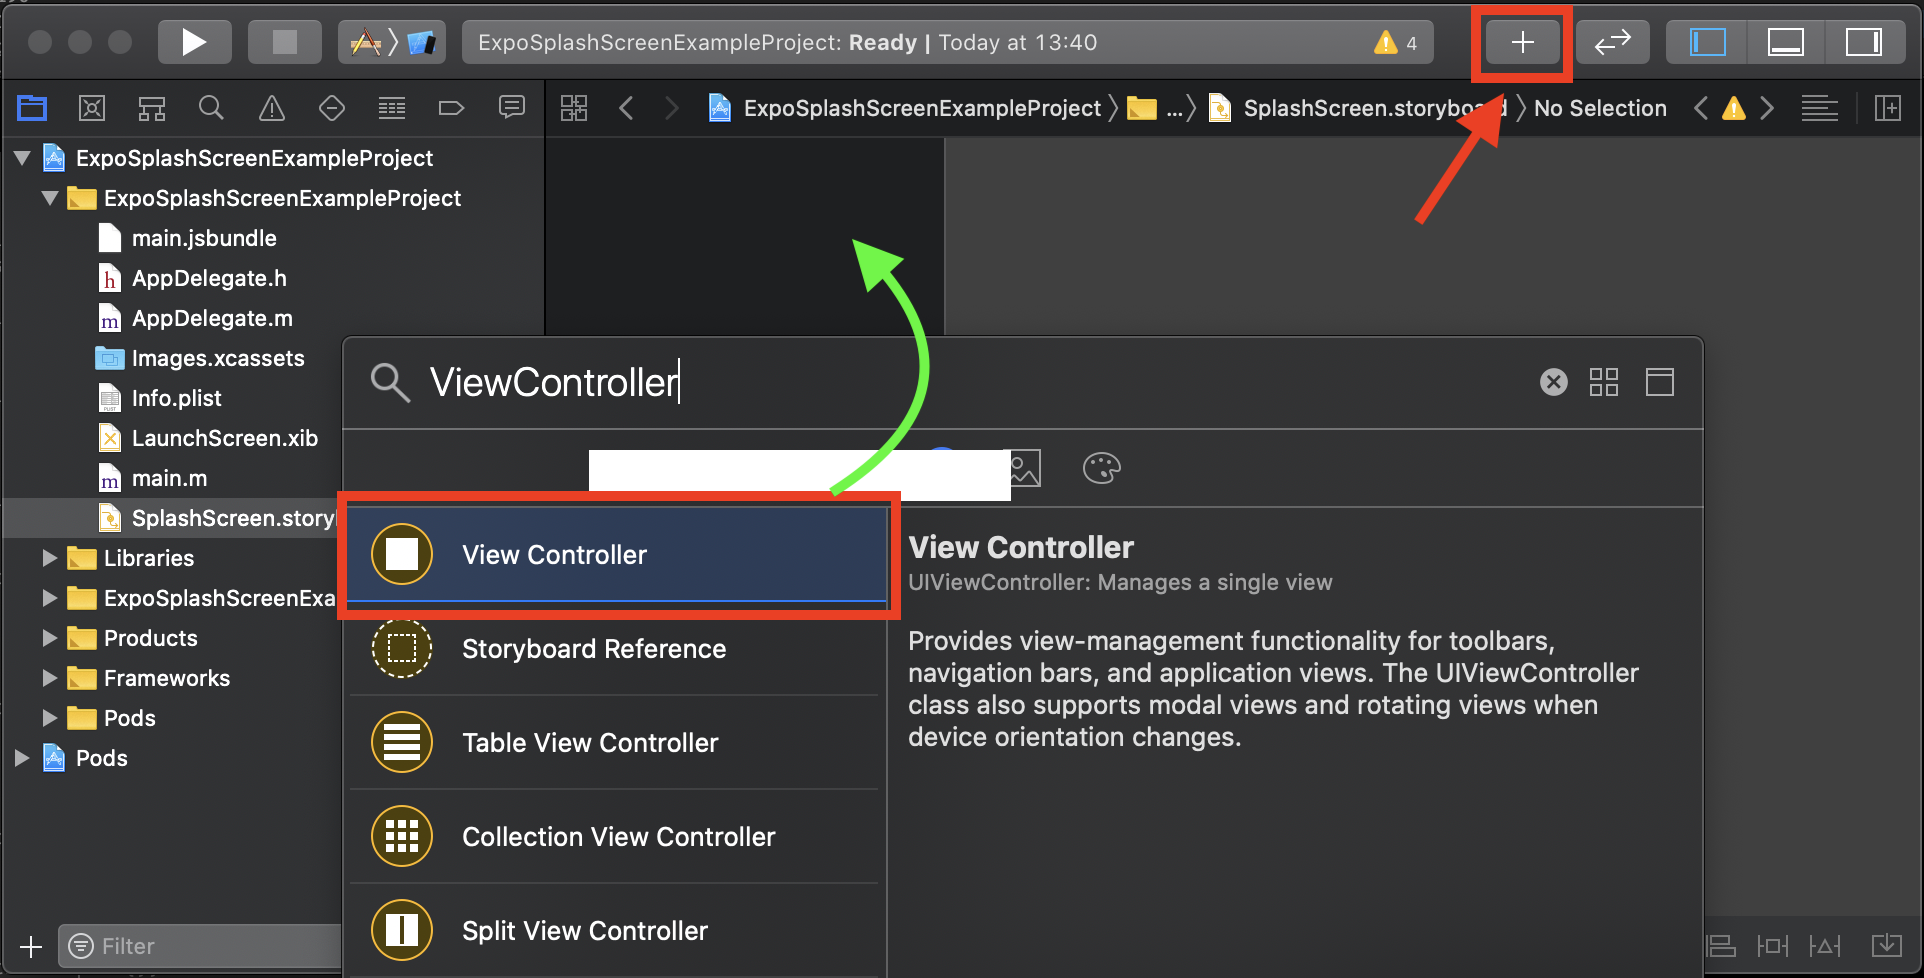 ExpoSplashScreenExampleProject: Ready | Today at 13:40
4
ExpoSplashScreenExampleProject
...
SplashScreen.storyboard
No Selection
ExpoSplashScreenExampleProject
ExpoSplashScreenExampleProject
main.jsbundle
h AppDelegate.h
m AppDelegate.m
Images.xcassets
Info.plist
LaunchScreen.xib
m main.m
SplashScreen.story
Libraries
ExpoSplashScreenExa
Products
Frameworks
Pods
Pods
Filter
ViewController
View Controller
Storyboard Reference
Table View Controller
Collection View Controller
Split View Controller
View Controller
UIViewController: Manages a single view
Provides view-management functionality for toolbars,
navigation bars, and application views. The UIViewController
class also supports modal views and rotating views when
device orientation changes.